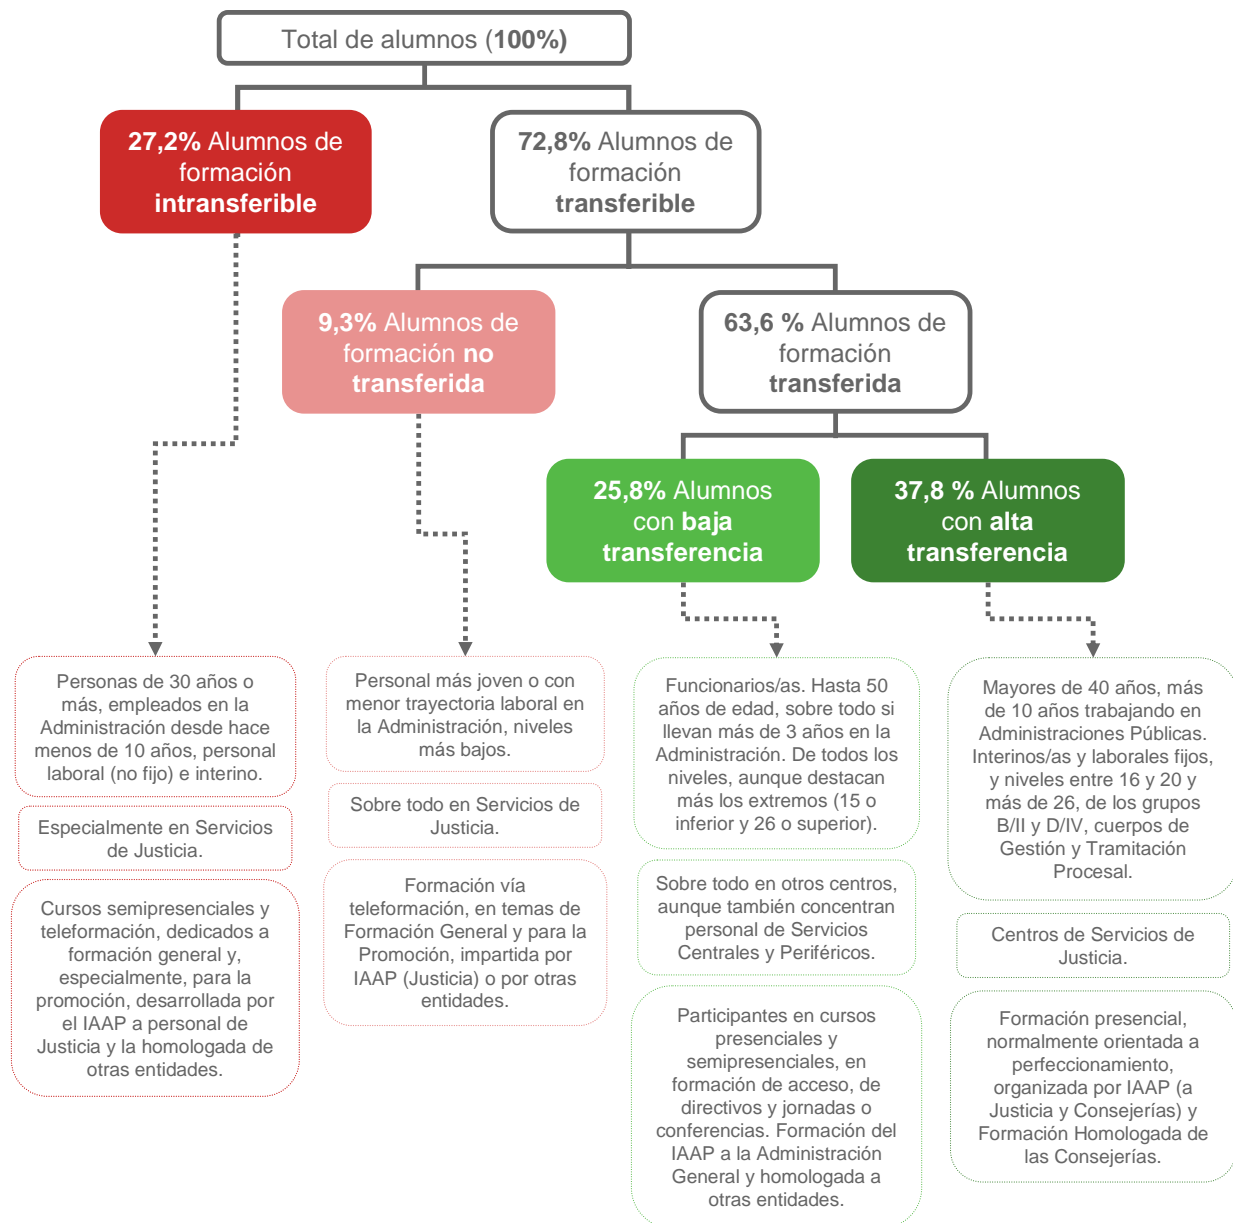 Total de alumnos (100%)
27,2% Alumnos de
formación
intransferible
72,8% Alumnos de
formación
transferible
9,3% Alumnos de
formación no
transferida
63,6 % Alumnos de
formación
transferida
25,8% Alumnos
con baja
transferencia
37,8 % Alumnos
con alta
transferencia
Personas de 30 años o
más, empleados en la
Administración desde hace
menos de 10 años, personal
laboral (no fijo) e interino.
Especialmente en Servicios
de Justicia.
Cursos semipresenciales y
teleformación, dedicados a
formación general y,
especialmente, para la
promoción, desarrollada por
el IAAP a personal de
Justicia y la homologada de
otras entidades.
Personal más joven o con
menor trayectoria laboral en
la Administración, niveles
más bajos.
Sobre todo en Servicios de
Justicia.
Formación vía
teleformación, en temas de
Formación General y para la
Promoción, impartida por
IAAP (Justicia) o por otras
entidades.
Funcionarios/as. Hasta 50
años de edad, sobre todo si
llevan más de 3 años en la
Administración. De todos los
niveles, aunque destacan
más los extremos (15 o
inferior y 26 o superior).
Sobre todo en otros centros,
aunque también concentran
personal de Servicios
Centrales y Periféricos.
Participantes en cursos
presenciales y
semipresenciales, en
formación de acceso, de
directivos y jornadas o
conferencias. Formación del
IAAP a la Administración
General y homologada a
otras entidades.
Mayores de 40 años, más
de 10 años trabajando en
Administraciones Públicas.
Interinos/as y laborales fijos,
y niveles entre 16 y 20 y
más de 26, de los grupos
B/II y D/IV, cuerpos de
Gestión y Tramitación
Procesal.
Centros de Servicios de
Justicia.
Formación presencial,
normalmente orientada a
perfeccionamiento,
organizada por IAAP (a
Justicia y Consejerías) y
Formación Homologada de
las Consejerías.